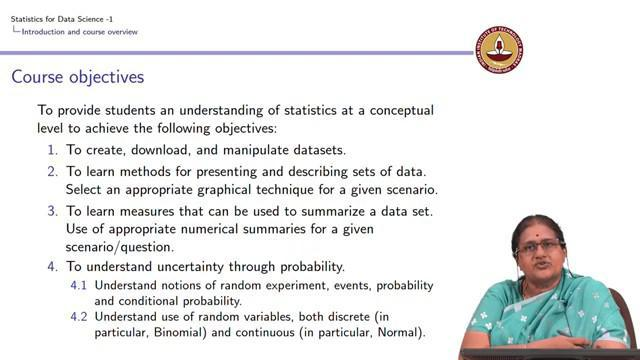 Statistics for Data Science -1
Introduction and course overview
Course objectives
To provide students an understanding of statistics at a conceptual
level to achieve the following objectives:
1. To create, download, and manipulate datasets.
2. To learn methods for presenting and describing sets of data.
Select an appropriate graphical technique for a given scenario.
3. To learn measures that can be used to summarize a data set.
Use of appropriate numerical summaries for a given
scenario/question.
4. To understand uncertainty through probability.
4.1 Understand notions of random experiment, events, probability
and conditional probability.
4.2 Understand use of random variables, both discrete (in
particular, Binomial) and continuous (in particular, Normal).